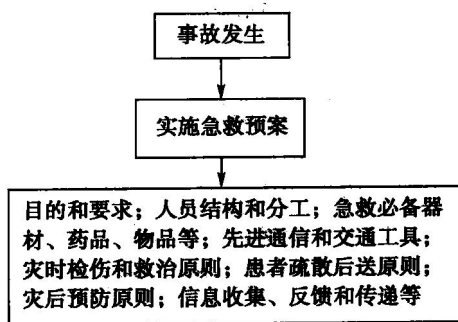 事故发生
实施急救预案
目的和要求；人员结构和分工；急救必备器
材、药品、物品等；先进通信和交通工具；
灾时检伤和救治原则；患者疏散后送原则；
灾后预防原则；信息收集、反馈和传递等